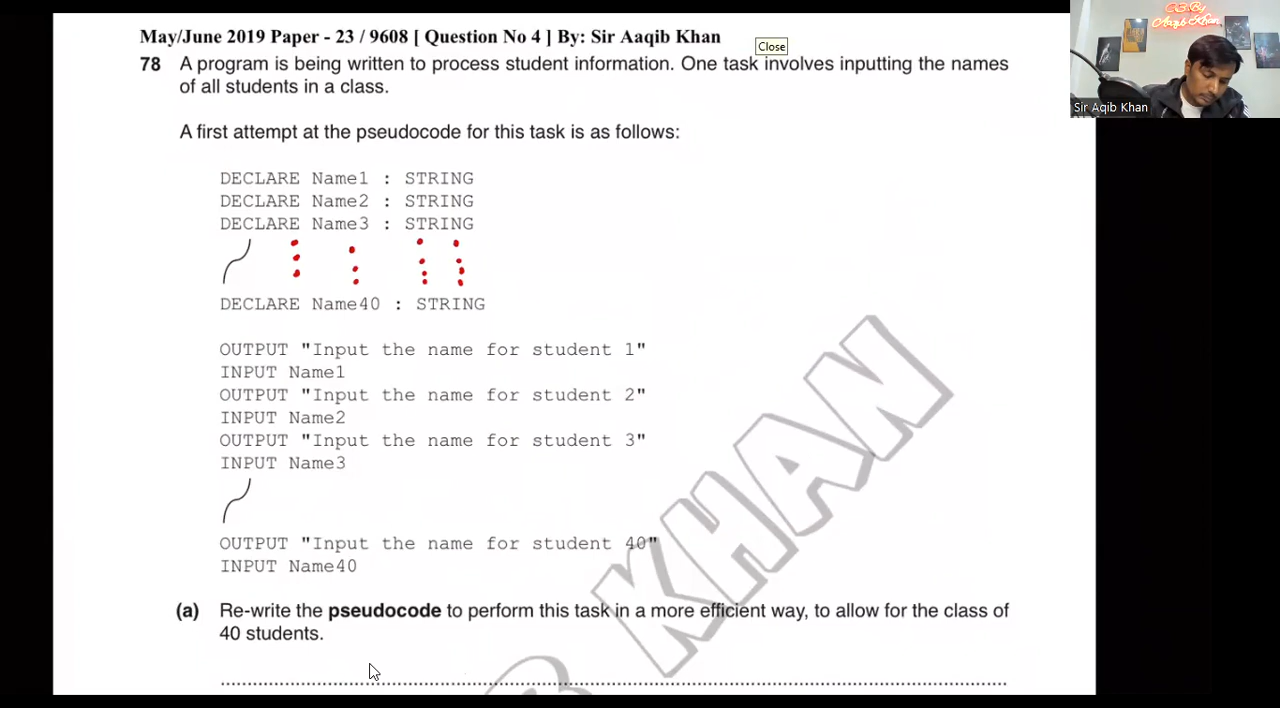 May/June 2019 Paper - 23 / 9608 [ Question No 4 ] By: Sir Aaqib Khan
Close
C3 By
Aaqib Khan
Sir Aqib Khan
78 A program is being written to process student information. One task involves inputting the names
of all students in a class.
A first attempt at the pseudocode for this task is as follows:
DECLARE Name1 : STRING
DECLARE Name2 : STRING
DECLARE Name3 : STRING
DECLARE Name40 : STRING
OUTPUT "Input the name for student 1"
INPUT Name1
OUTPUT "Input the name for student 2"
INPUT Name2
OUTPUT "Input the name for student 3"
INPUT Name3
OUTPUT "Input the name for student 40"
INPUT Name40
KHAN
(a) Re-write the pseudocode to perform this task in a more efficient way, to allow for the class of
40 students.